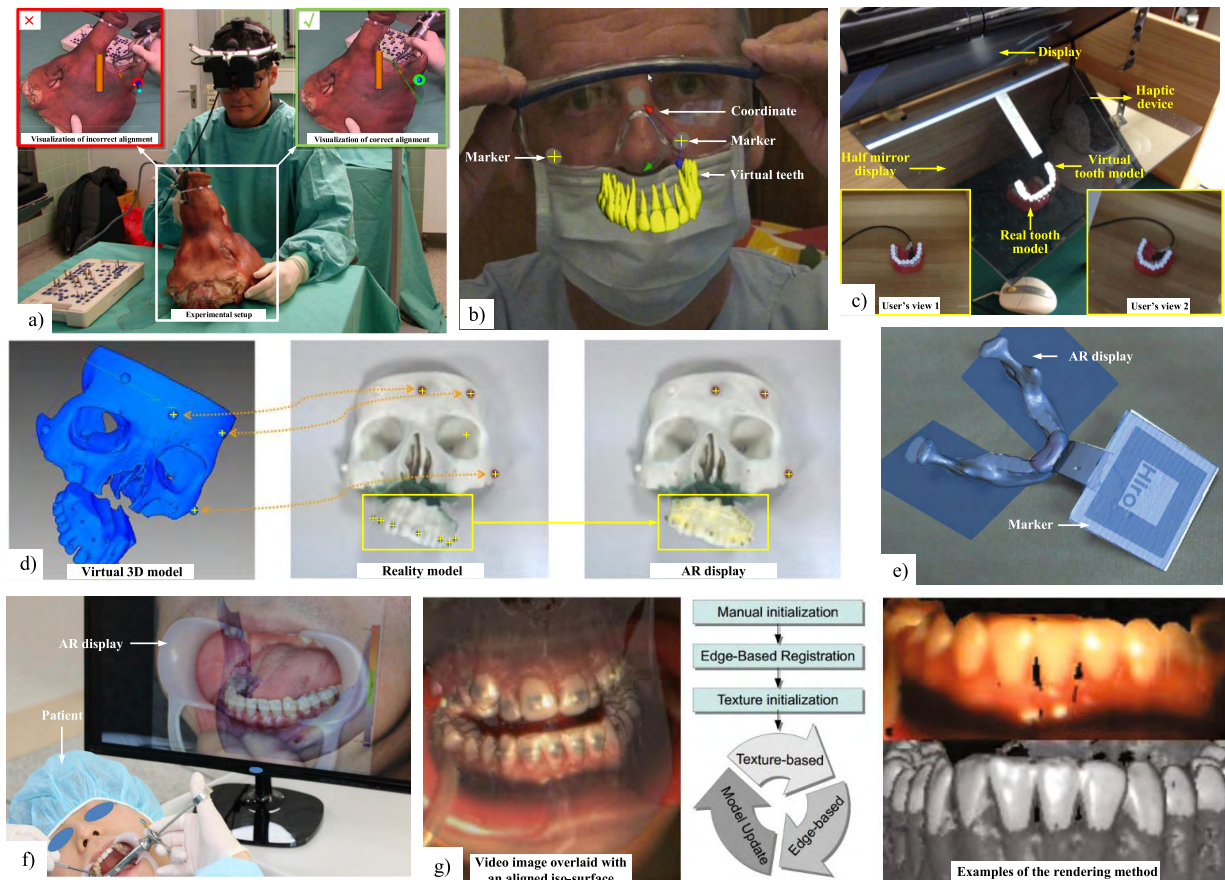 ×
√
Visualization of incorrect alignment
Visualization of correct alignment
Experimental setup
a)
Coordinate
Marker
Marker
Virtual teeth
b)
Display
Haptic
device
Half mirror
display
Virtual
tooth model
Real tooth
model
User's view 1
User's view 2
c)
d)
Virtual 3D model
Reality model
AR display
AR display
Hiro
Marker
e)
AR display
Patient
f)
g)
Video image overlaid with
an aligned iso-surface
Manual initialization
Edge-Based Registration
Texture initialization
Texture-based
Edge-based
Model Update
Examples of the rendering method